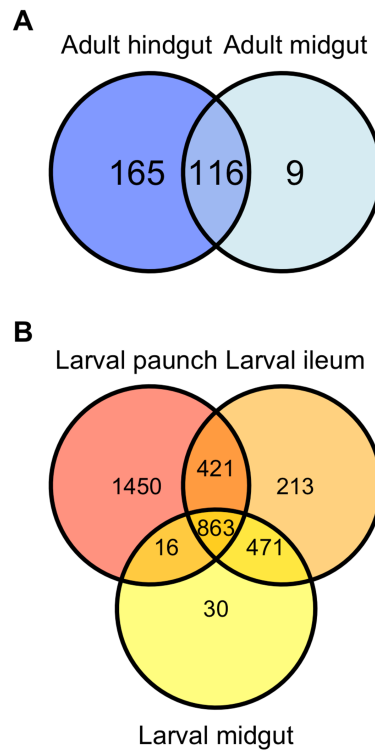 A
Adult hindgut Adult midgut
165 116 9
B
Larval paunch Larval ileum
421
1450 213
863
16 471
30
Larval midgut